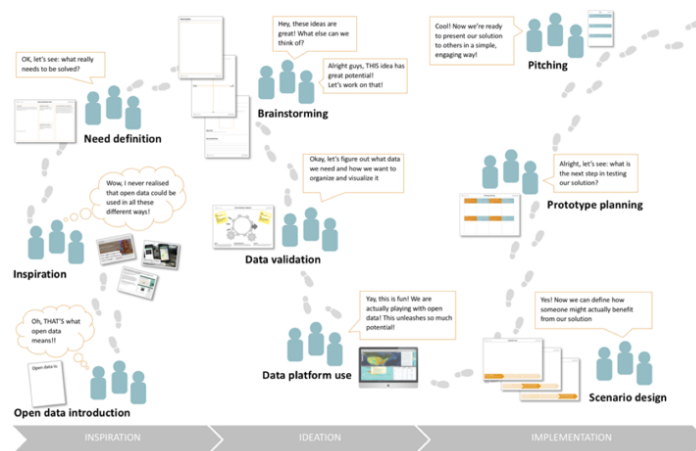 OK, let's see: what really
needs to be solved?
Need definition
Wow, I never realised
that open data could be
used in all these
different ways!
Inspiration
Oh, THAT'S what
open data
means!!
Open data is
Open data introduction
Hey, these ideas are
great! What else can we
think of?
Alright guys, THIS idea has
great potential!
Let's work on that!
Brainstorming
Okay, let's figure out what data
we need and how we want to
organize and visualize it
Data validation
Yay, this is fun! We are
actually playing with open
data! This unleashes so much
potential!
Data platform use
Cool! Now we're ready
to present our solution
to others in a simple,
engaging way!
Pitching
Alright, let's see: what is
the next step in testing
our solution?
Prototype planning
Yes! Now we can define how
someone might actually benefit
from our solution
Scenario design
INSPIRATION
IDEATION
IMPLEMENTATION